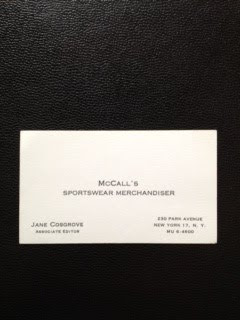 McCall's
Sportswear Merchandiser
Jane Cosgrove
Associate Editor
230 Park Avenue
New York 17, N. Y.
MU 6-4600